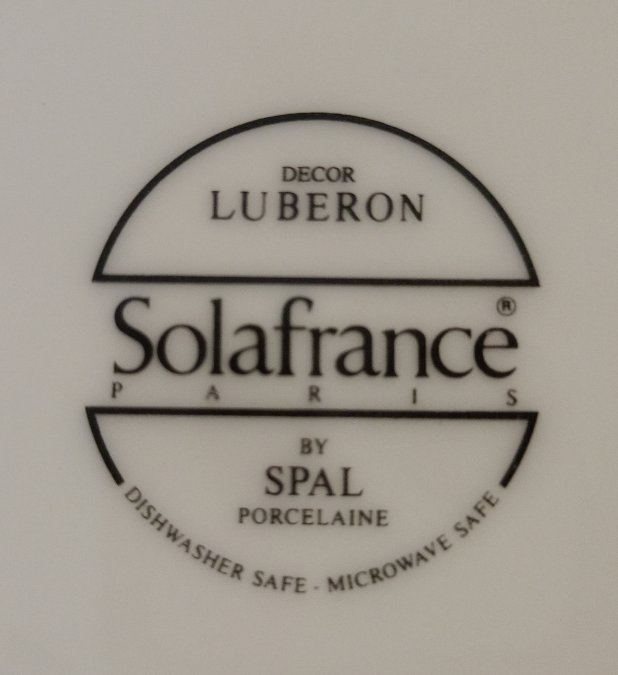 DECOR
LUBERON
Solafrance®
PARIS
BY
SPAL
PORCELAINE
DISHWASHER SAFE - MICROWAVE SAFE